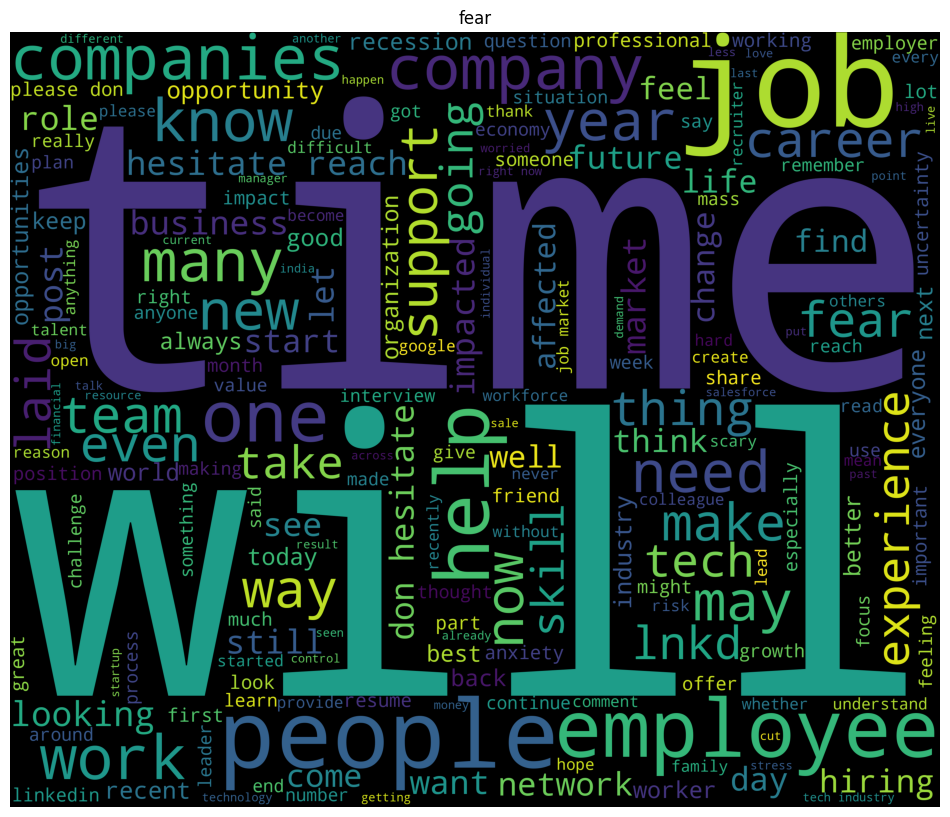 fear
different
another
companies
recession
question
professional
working
employer
less
love
company
job
every
happen
please don
opportunity
feel
last
lot
situation
role
please
know
got
thank
year
say
recruiter
career
high
live
really
due
difficult
economy
someone
future
remember
plan
hesitate
reach
support
going
worried
right now
life
mass
point
manager
impact
opportunities
keep
business
become
good
organization
time
uncertainty
post
anything
current
many
india
let
impacted
individual
affected
market
change
find
next
right
anyone
new
talent
always
start
google
job market
demand
put
others
fear
reach
big
open
month
week
hard
create
share
laid
value
talk
resource
financial
interview
workforce
salesforce
everyone
team
one
thing
read
reason
even
help
sale
think
scary
use
experience
position
world
making
take
across
give
well
need
mean
past
made
don hesitate
never
friend
colleague
challenge
something
said
see
recently
without
skill
industry
make
especially
better
important
today
result
will
now
tech
lead
way
thought
might
may
much
part
risk
focus
still
seen
already
lnkd
growth
great
startup
process
started
control
best
anxiety
feeling
look
back
offer
learn
provide
resume
money
continue
comment
whether
understand
looking
first
people
employee
cut
around
work
leader
hope
family
stress
come
want
network
worker
day
hiring
linkedin
recent
technology
end
number
getting
tech industry